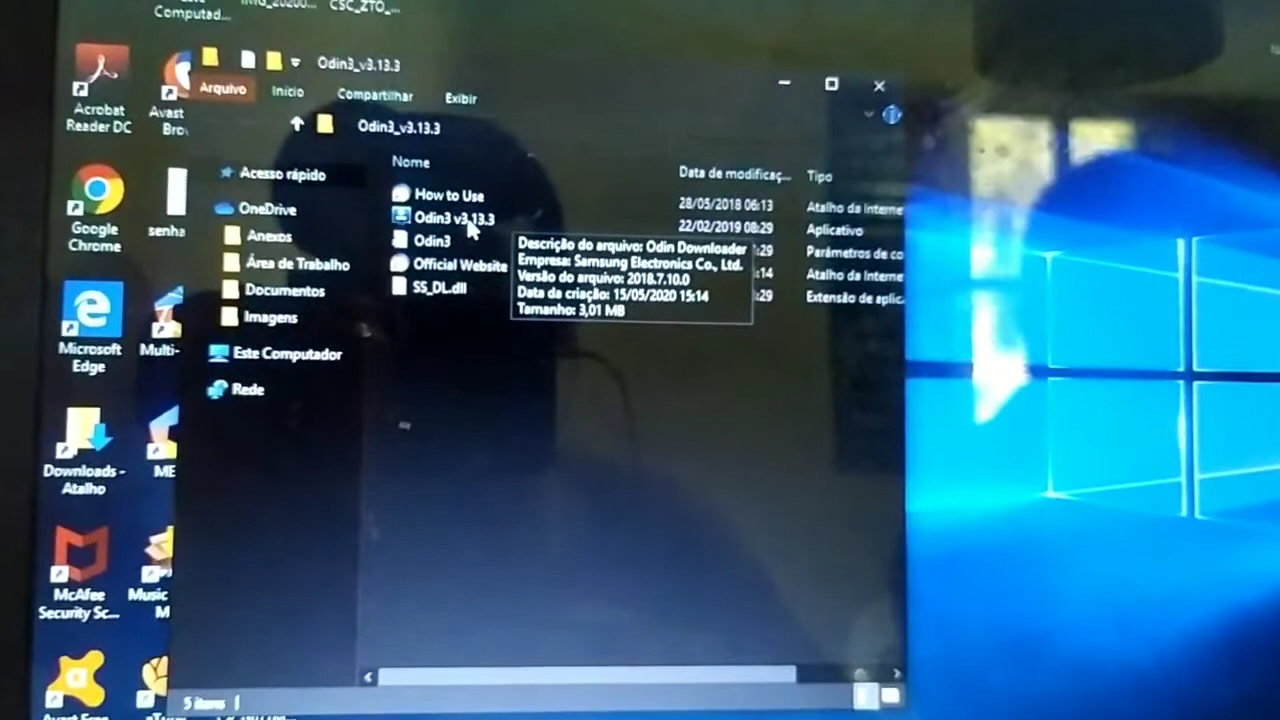 Computad...
CSC_ZTO_...
Odin3_v3.13.3
Arquivo
Início
Compartilhar
Exibir
Odin3_v3.13.3
Acrobat
Reader DC
Avast
Nome
Data de modificaç...
Tipo
Acesso rápido
How to Use
28/05/2018 06:13
Atalho da Interne
OneDrive
Odin3 v3.13.3
22/02/2019 08:29
Aplicativo
Google
Chrome
senha
Anexos
Odin3
:29
Parâmetros de co
Área de Trabalho
Official Website
:14
Atalho da Interne
Documentos
SS_DL.dll
:29
Extensão de aplic
Descrição do arquivo: Odin Downloader
Empresa: Samsung Electronics Co., Ltd.
Versão do arquivo: 2018.7.10.0
Data da criação: 15/05/2020 15:14
Tamanho: 3,01 MB
Imagens
Este Computador
Rede
Microsoft
Edge
Multi-
Downloads -
Atalho
ME
McAfee
Security Sc...
Music
M
5 itens